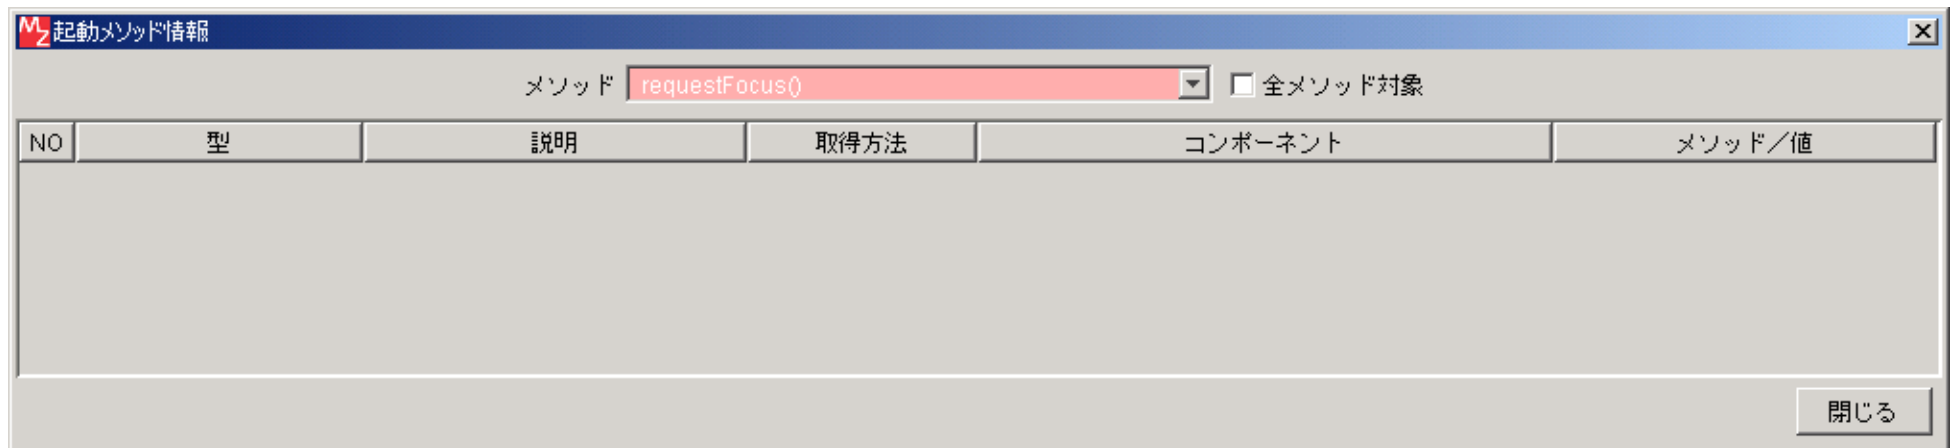 MZ 起動メソッド情報
メソッド requestFocus() 全メソッド対象
NO 型 説明 取得方法 コンポーネント メソッド／値
閉じる